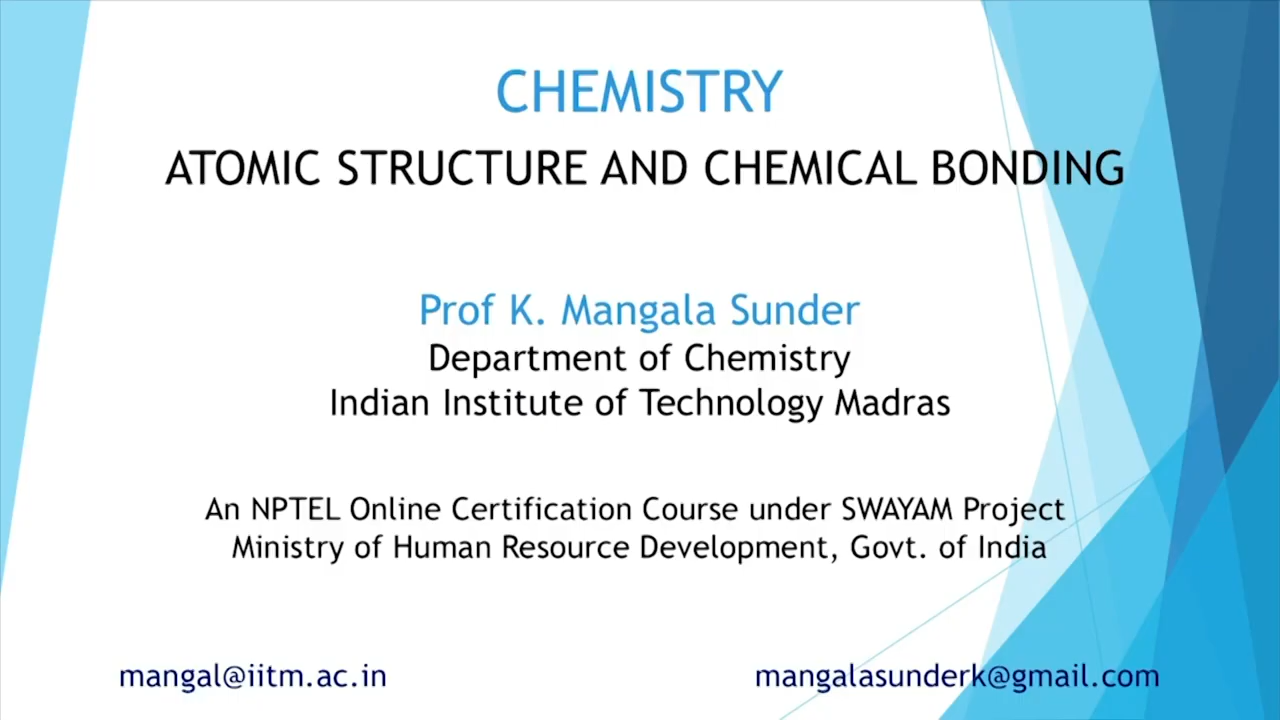 CHEMISTRY
ATOMIC STRUCTURE AND CHEMICAL BONDING
Prof K. Mangala Sunder
Department of Chemistry
Indian Institute of Technology Madras
An NPTEL Online Certification Course under SWAYAM Project
Ministry of Human Resource Development, Govt. of India
mangal@iitm.ac.in
mangalasunderk@gmail.com